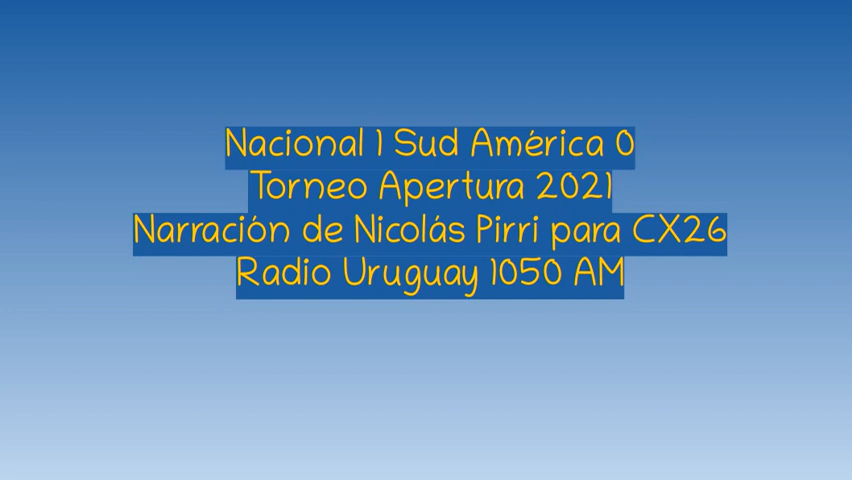 Nacional 1 Sud América 0
Torneo Apertura 2021
Narración de Nicolás Pirri para CX26
Radio Uruguay 1050 AM